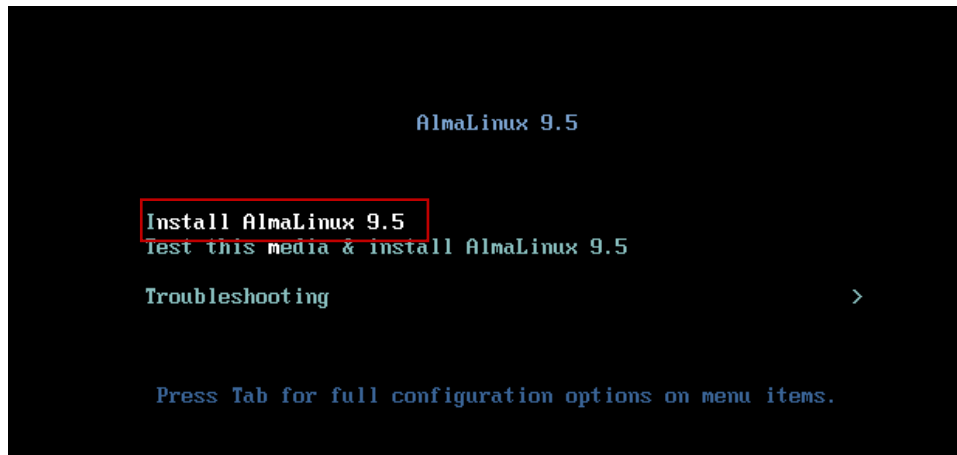 AlmaLinux 9.5
Install AlmaLinux 9.5
Test this media & install AlmaLinux 9.5
Troubleshooting >
Press Tab for full configuration options on menu items.